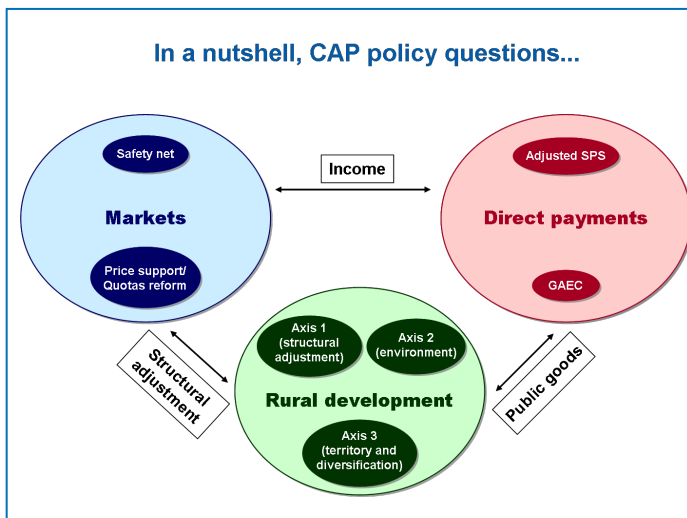 In a nutshell, CAP policy questions...
Safety net
Markets
Price support/
Quotas reform
Income
Adjusted SPS
Direct payments
GAEC
Structural
adjustment
Axis 1
(structural
adjustment)
Axis 2
(environment)
Rural development
Axis 3
(territory and
diversification)
Public goods